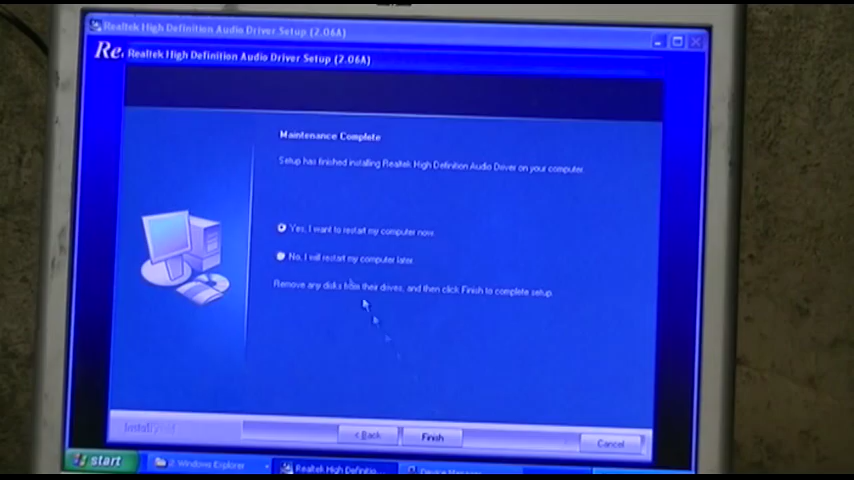 Realtek High Definition Audio Driver Setup (2.06A)
Re
Realtek High Definition Audio Driver Setup (2.06A)
Maintenance Complete
Setup has finished installing Realtek High Definition Audio Driver on your computer.
Yes, I want to restart my computer now.
No, I will restart my computer later.
Remove any disks from their drives, and then click Finish to complete setup.
< Back
Finish
Cancel
start
2 Windows Explorer
Realtek High Definitio...
Device Manager